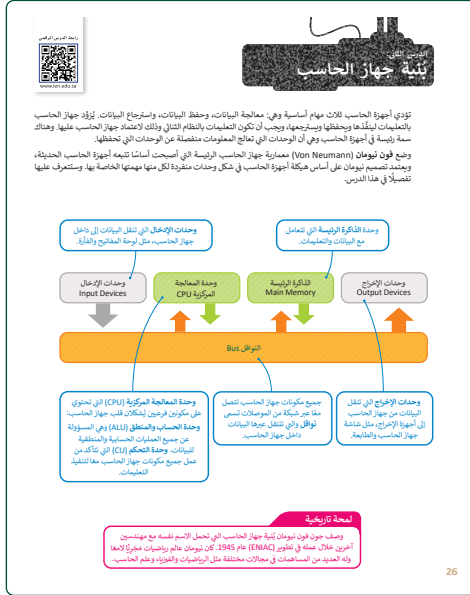 رابط الدرس الرقمي
www.ien.edu.sa
الدرس الثاني
بُنية جهاز الحاسب
تؤدي أجهزة الحاسب ثلاث مهام أساسية وهي: معالجة البيانات، وحفظ البيانات، واسترجاع البيانات. يُزوّد جهاز الحاسب
بالتعليمات لينفّذها ويحفظها ويسترجعها، ويجب أن تكون التعليمات بالنظام الثنائي وذلك لاعتماد جهاز الحاسب عليها. وهناك
سمة رئيسة في أجهزة الحاسب وهي أن الوحدات التي تعالج المعلومات منفصلة عن الوحدات التي تحفظها.
وضع فون نيومان (Von Neumann) معمارية جهاز الحاسب الرئيسة التي أصبحت أساسًا تتبعه أجهزة الحاسب الحديثة،
ويعتمد تصميم نيومان على أساس هيكلة أجهزة الحاسب في شكل وحدات منفردة لكل منها مهمتها الخاصة بها. وستتعرف عليها
تفصيلًا في هذا الدرس.
وحدة الذاكرة الرئيسة التي تتعامل
مع البيانات والتعليمات.
وحدات الإدخال التي تنقل البيانات إلى داخل
جهاز الحاسب، مثل لوحة المفاتيح والفأرة.
وحدات الإخراج
Output Devices
الذاكرة الرئيسة
Main Memory
وحدة المعالجة
المركزية CPU
وحدات الإدخال
Input Devices
النواقل Bus
وحدات الإخراج التي تنقل
البيانات من جهاز الحاسب
إلى أجهزة الإخراج، مثل شاشة
جهاز الحاسب والطابعة.
جميع مكونات جهاز الحاسب تتصل
معًا عبر شبكة من الموصلات تسمى
نواقل والتي تنتقل عبرها البيانات
داخل جهاز الحاسب.
وحدة المعالجة المركزية (CPU) التي تحتوي
على مكونين فرعيين يُشكلان قلب جهاز الحاسب:
وحدة الحساب والمنطق (ALU) وهي المسؤولة
عن جميع العمليات الحسابية والمنطقية
للبيانات. وحدة التحكم (CU) التي تتأكد من
عمل جميع مكونات جهاز الحاسب معًا لتنفيذ
التعليمات.
لمحة تاريخية
وصف جون فون نيومان بُنية جهاز الحاسب التي تحمل الاسم نفسه مع مهندسين
آخرين خلال عمله في تطوير (ENIAC) عام 1945. كان نيومان عالم رياضيات مجريًا لامعًا
وله العديد من المساهمات في مجالات مختلفة مثل الرياضيات والفيزياء وعلم الحاسب.
26